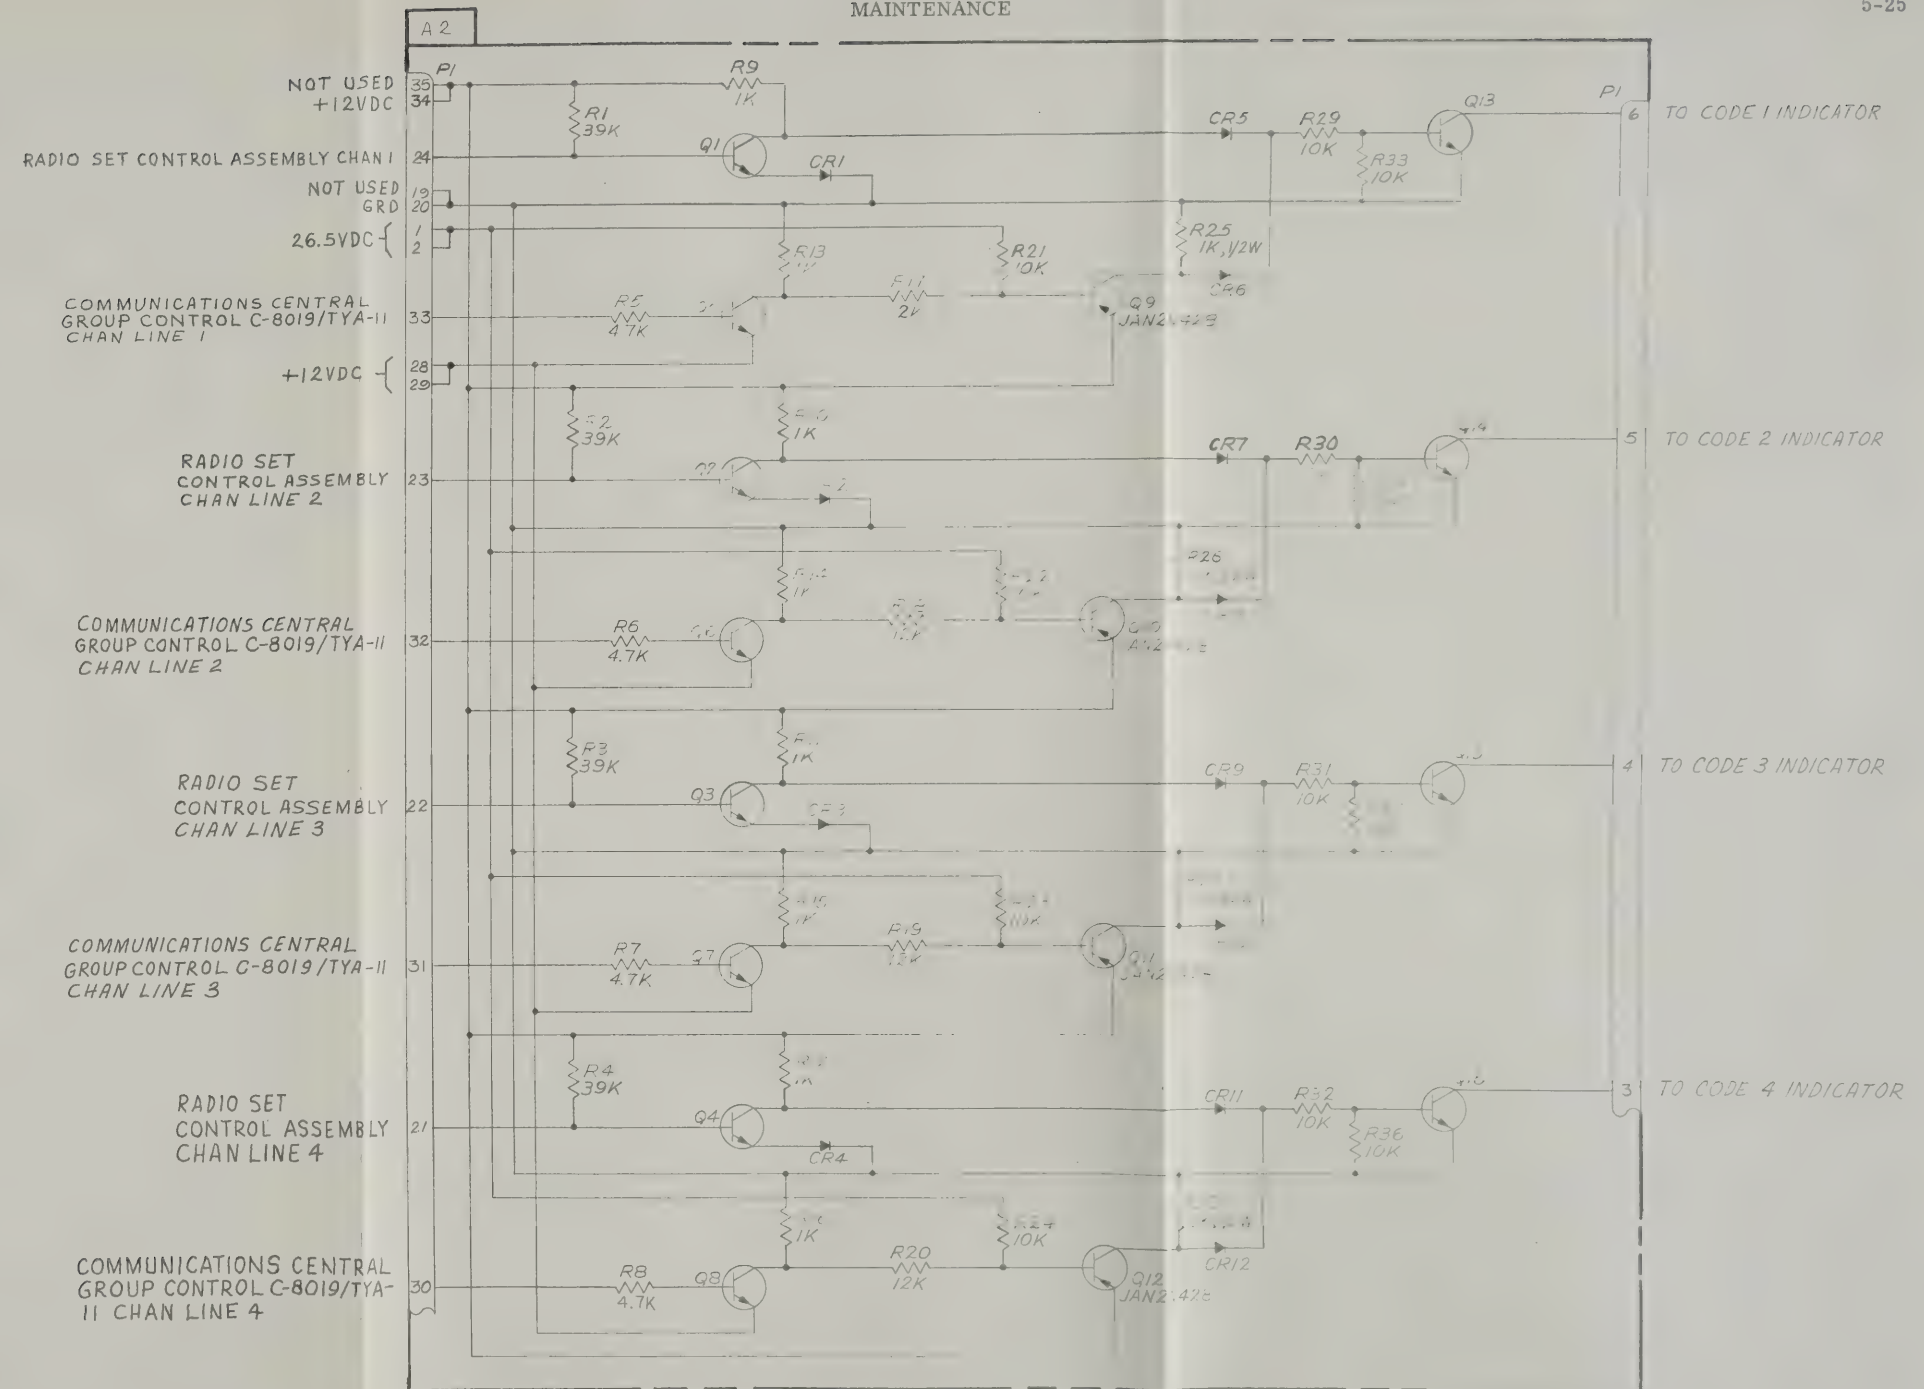 MAINTENANCE
5-25
A2
P1
NOT USED 35
+12VDC 34
R1
39K
R9
1K
RADIO SET CONTROL ASSEMBLY CHAN 1 24
Q1
CR1
CR5
R29
10K
R33
10K
Q13
P1
6 TO CODE 1 INDICATOR
NOT USED 19
GRD 20
26.5VDC { 1
2
R13
R21
10K
R25
1K, 1/2W
CR6
COMMUNICATIONS CENTRAL
GROUP CONTROL C-8019/TYA-11 33
CHAN LINE 1
R5
4.7K
Q9
+12VDC { 28
29
R2
39K
1K
RADIO SET
CONTROL ASSEMBLY 23
CHAN LINE 2
Q2
CR7
R30
5 TO CODE 2 INDICATOR
R14
1K
COMMUNICATIONS CENTRAL
GROUP CONTROL C-8019/TYA-11 32
CHAN LINE 2
R6
4.7K
Q6
R26
R3
39K
1K
RADIO SET
CONTROL ASSEMBLY 22
CHAN LINE 3
Q3
CR3
CR9
R31
10K
4 TO CODE 3 INDICATOR
R15
1K
COMMUNICATIONS CENTRAL
GROUP CONTROL C-8019/TYA-11 31
CHAN LINE 3
R7
4.7K
Q7
R19
12K
Q11
R4
39K
RADIO SET
CONTROL ASSEMBLY 21
CHAN LINE 4
Q4
CR4
CR11
R32
10K
R36
10K
3 TO CODE 4 INDICATOR
1K
R24
10K
COMMUNICATIONS CENTRAL
GROUP CONTROL C-8019/TYA- 30
11 CHAN LINE 4
R8
4.7K
Q8
R20
12K
Q12
CR12